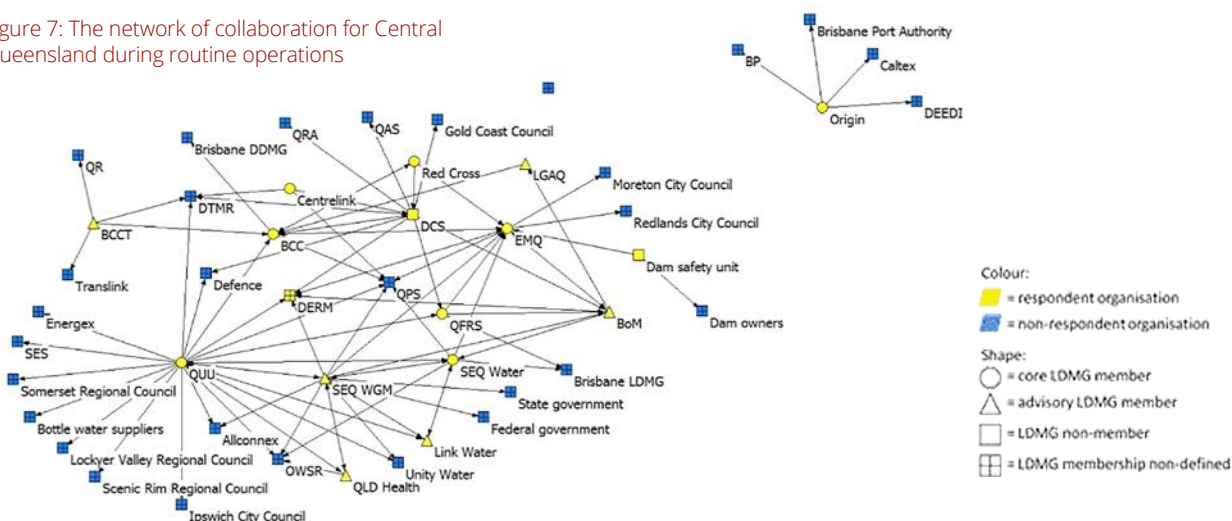 igure 7: The network of collaboration for Central
ueensland during routine operations
Brisbane Port Authority
BP
Caltex
Origin
DEEDI
QRA
QAS
Gold Coast Council
Brisbane DDMG
QR
Red Cross
LGAQ
Moreton City Council
Centrelink
DTMR
Redlands City Council
DCS
BCCT
BCC
EMQ
Dam safety unit
Translink
Defence
QPS
DERM
Energex
QFRS
BoM
Dam owners
SES
QUU
SEQ Water
Brisbane LDMG
Somerset Regional Council
SEQ WGM
State government
Bottle water suppliers
Federal government
Allconnex
Link Water
Lockyer Valley Regional Council
OWSR
Unity Water
Scenic Rim Regional Council
QLD Health
Ipswich City Council
Colour:
= respondent organisation
= non-respondent organisation
Shape:
= core LDMG member
= advisory LDMG member
= LDMG non-member
= LDMG membership non-defined